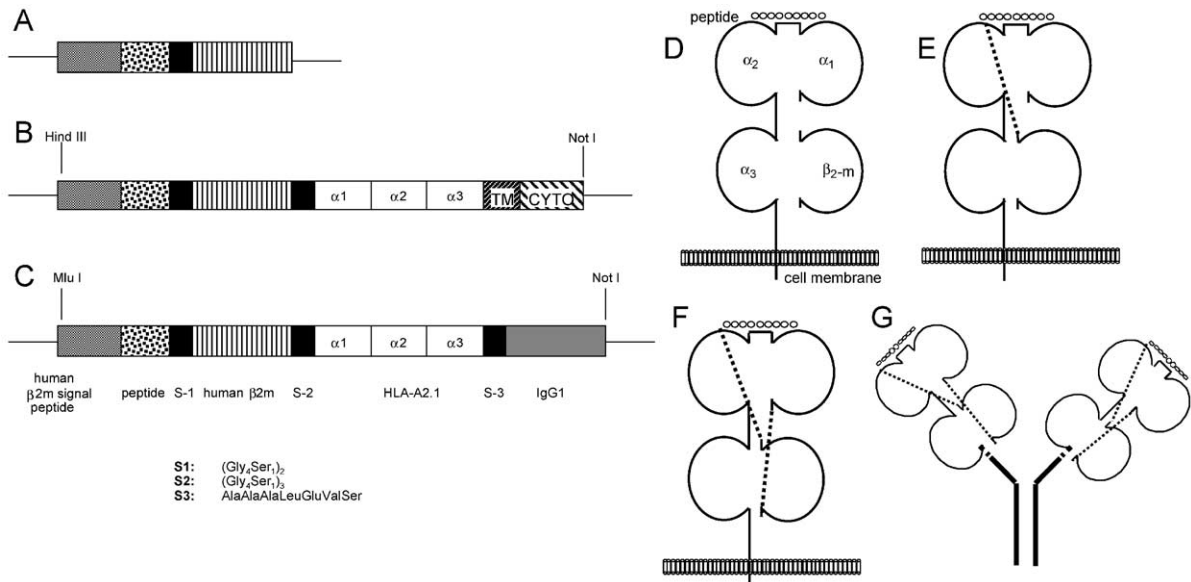 A
B
Hind III
Not I
α1 α2 α3 TM CYTO
C
Mlu I
Not I
α1 α2 α3
human
β2m signal
peptide
peptide S-1 human β2m S-2 HLA-A2.1 S-3 IgG1
S1: (Gly4Ser1)2
S2: (Gly4Ser1)3
S3: AlaAlaAlaLeuGluValSer
D
peptide
α2 α1
α3 β2-m
cell membrane
E
F
G